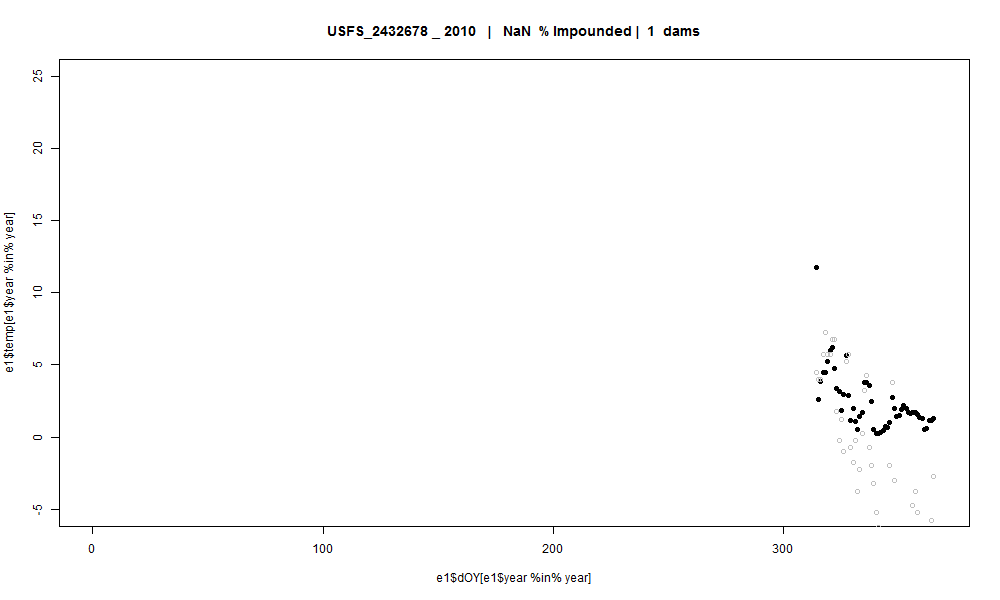 USFS_2432678 _ 2010 | NaN % Impounded | 1 dams
25
20
15
10
5
0
-5
e1$temp[e1$year %in% year]
0 100 200 300
e1$dOY[e1$year %in% year]